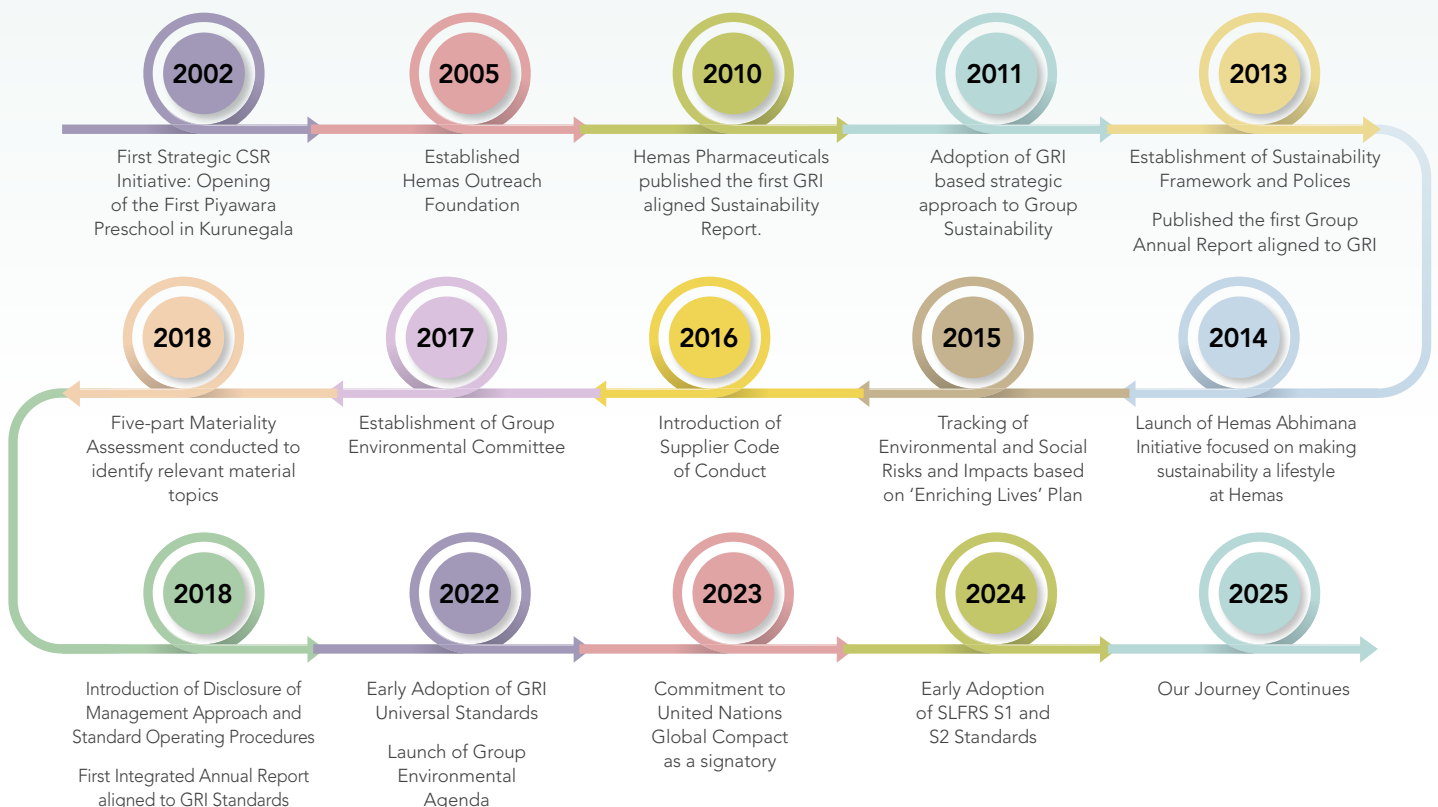 2002
First Strategic CSR
Initiative: Opening
of the First Piyawara
Preschool in Kurunegala
2005
Established
Hemas Outreach
Foundation
2010
Hemas Pharmaceuticals
published the first GRI
aligned Sustainability
Report.
2011
Adoption of GRI
based strategic
approach to Group
Sustainability
2013
Establishment of Sustainability
Framework and Polices
Published the first Group
Annual Report aligned to GRI
2014
Launch of Hemas Abhimana
Initiative focused on making
sustainability a lifestyle
at Hemas
2015
Tracking of
Environmental and Social
Risks and Impacts based
on ‘Enriching Lives’ Plan
2016
Introduction of
Supplier Code
of Conduct
2017
Establishment of Group
Environmental Committee
2018
Five-part Materiality
Assessment conducted to
identify relevant material
topics
2018
Introduction of Disclosure of
Management Approach and
Standard Operating Procedures
First Integrated Annual Report
aligned to GRI Standards
2022
Early Adoption of GRI
Universal Standards
Launch of Group
Environmental
Agenda
2023
Commitment to
United Nations
Global Compact
as a signatory
2024
Early Adoption
of SLFRS S1 and
S2 Standards
2025
Our Journey Continues